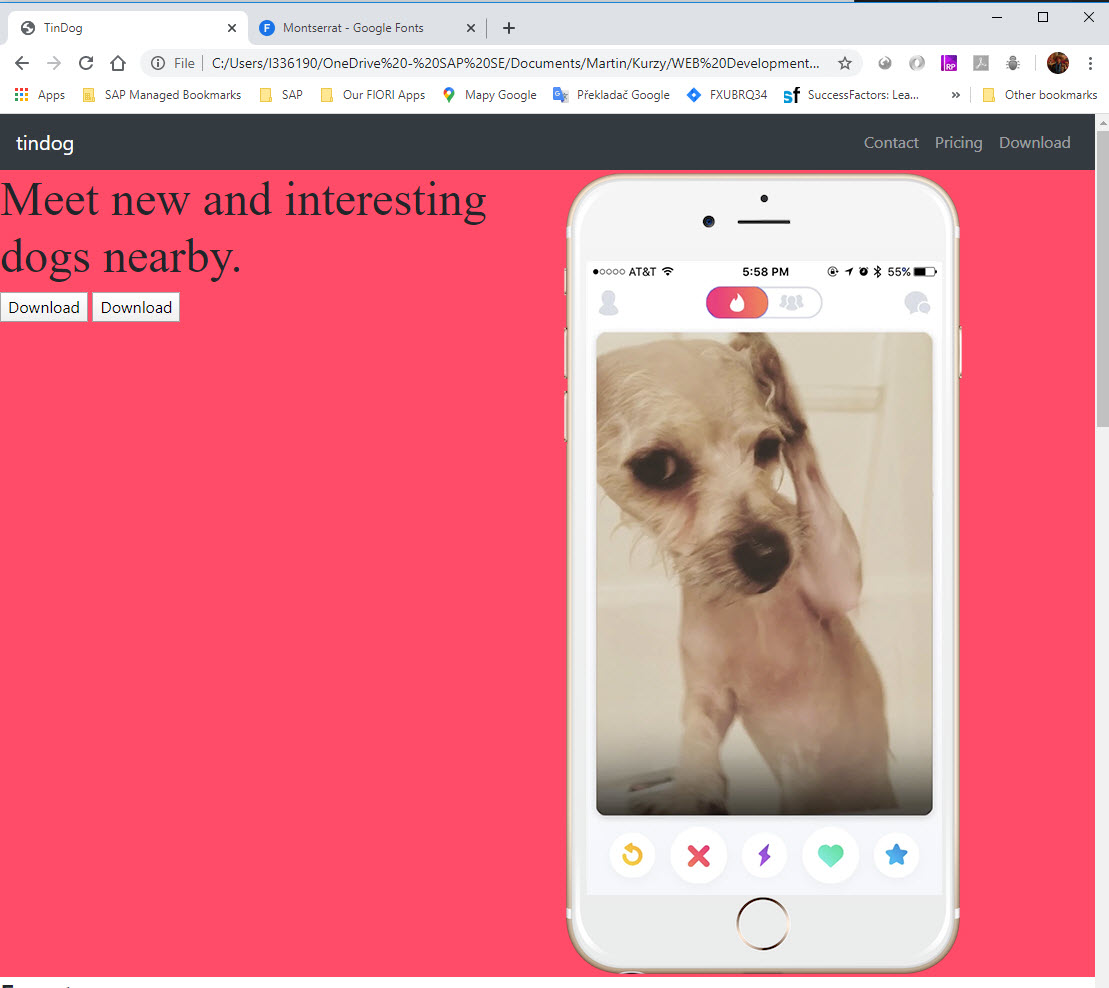 TinDog
Montserrat - Google Fonts
File C:/Users/I336190/OneDrive%20-%20SAP%20SE/Documents/Martin/Kurzy/WEB%20Development...
RP
Apps SAP Managed Bookmarks SAP Our FIORI Apps Mapy Google Překladač Google FXUBRQ34 SuccessFactors: Lea... » Other bookmarks
tindog
Contact Pricing Download
Meet new and interesting
dogs nearby.
Download Download
AT&T 5:58 PM 55%